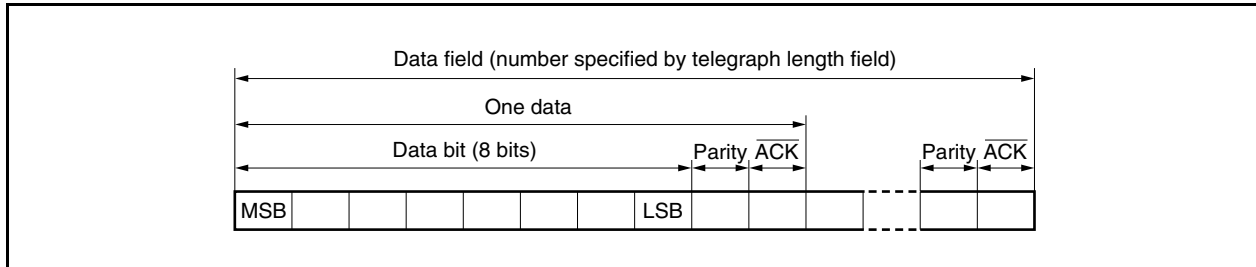 Data field (number specified by telegraph length field)
One data
Data bit (8 bits) Parity ACK Parity ACK
MSB LSB